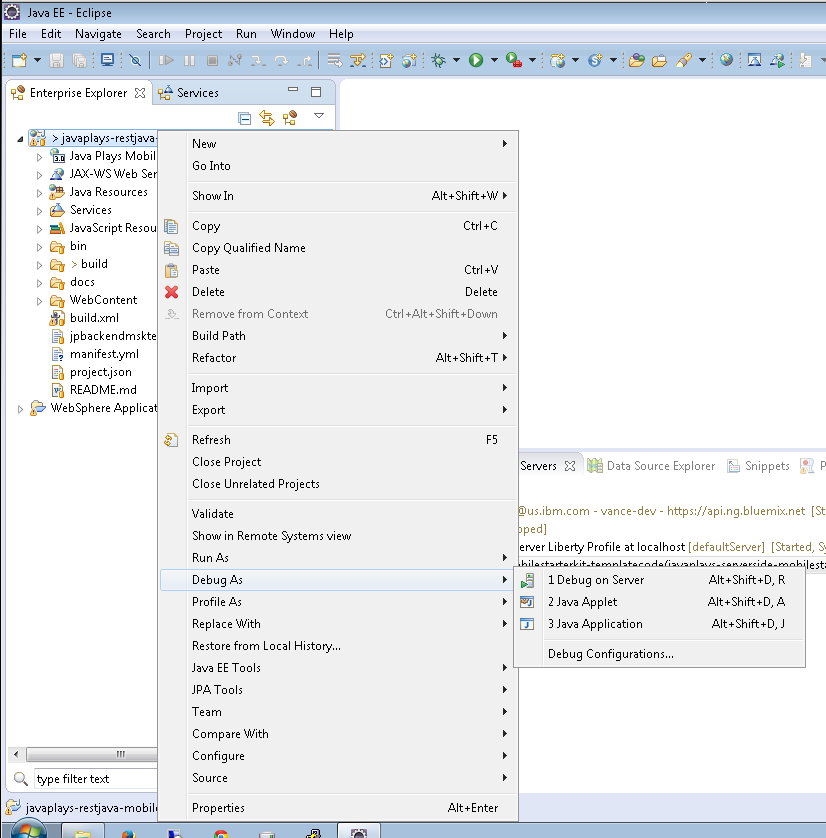 Java EE - Eclipse
File Edit Navigate Search Project Run Window Help
Enterprise Explorer Services
> javaplays-restjava-
Java Plays Mobil
JAX-WS Web Ser
Java Resources
Services
JavaScript Resou
bin
> build
docs
WebContent
build.xml
jpbackendmskte
manifest.yml
project.json
README.md
WebSphere Applicat
type filter text
javaplays-restjava-mobile
New
Go Into
Show In Alt+Shift+W
Copy Ctrl+C
Copy Qualified Name
Paste Ctrl+V
Delete Delete
Remove from Context Ctrl+Alt+Shift+Down
Build Path
Refactor Alt+Shift+T
Import
Export
Refresh F5
Close Project
Close Unrelated Projects
Validate
Show in Remote Systems view
Run As
Debug As
Profile As
Replace With
Restore from Local History...
Java EE Tools
JPA Tools
Team
Compare With
Configure
Source
Properties Alt+Enter
Servers Data Source Explorer Snippets P
@us.ibm.com - vance-dev - https://api.ng.bluemix.net [St
pped]
erver Liberty Profile at localhost [defaultServer] [Started, Sy
1 Debug on Server Alt+Shift+D, R
2 Java Applet Alt+Shift+D, A
3 Java Application Alt+Shift+D, J
Debug Configurations...